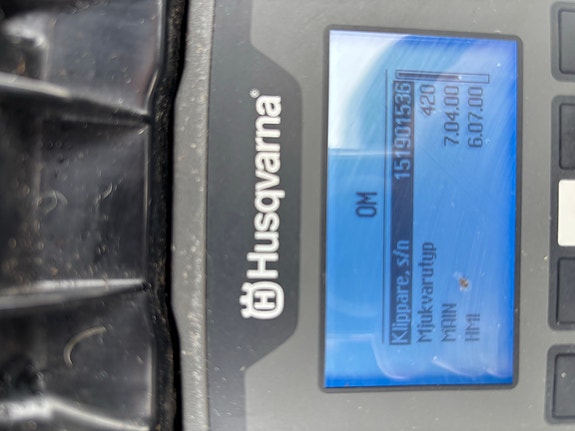 Husqvarna®
OM
Klippare, s/n 151901536
Mjukvarutyp 420
MAIN 7.04.00
HMI 6.07.00